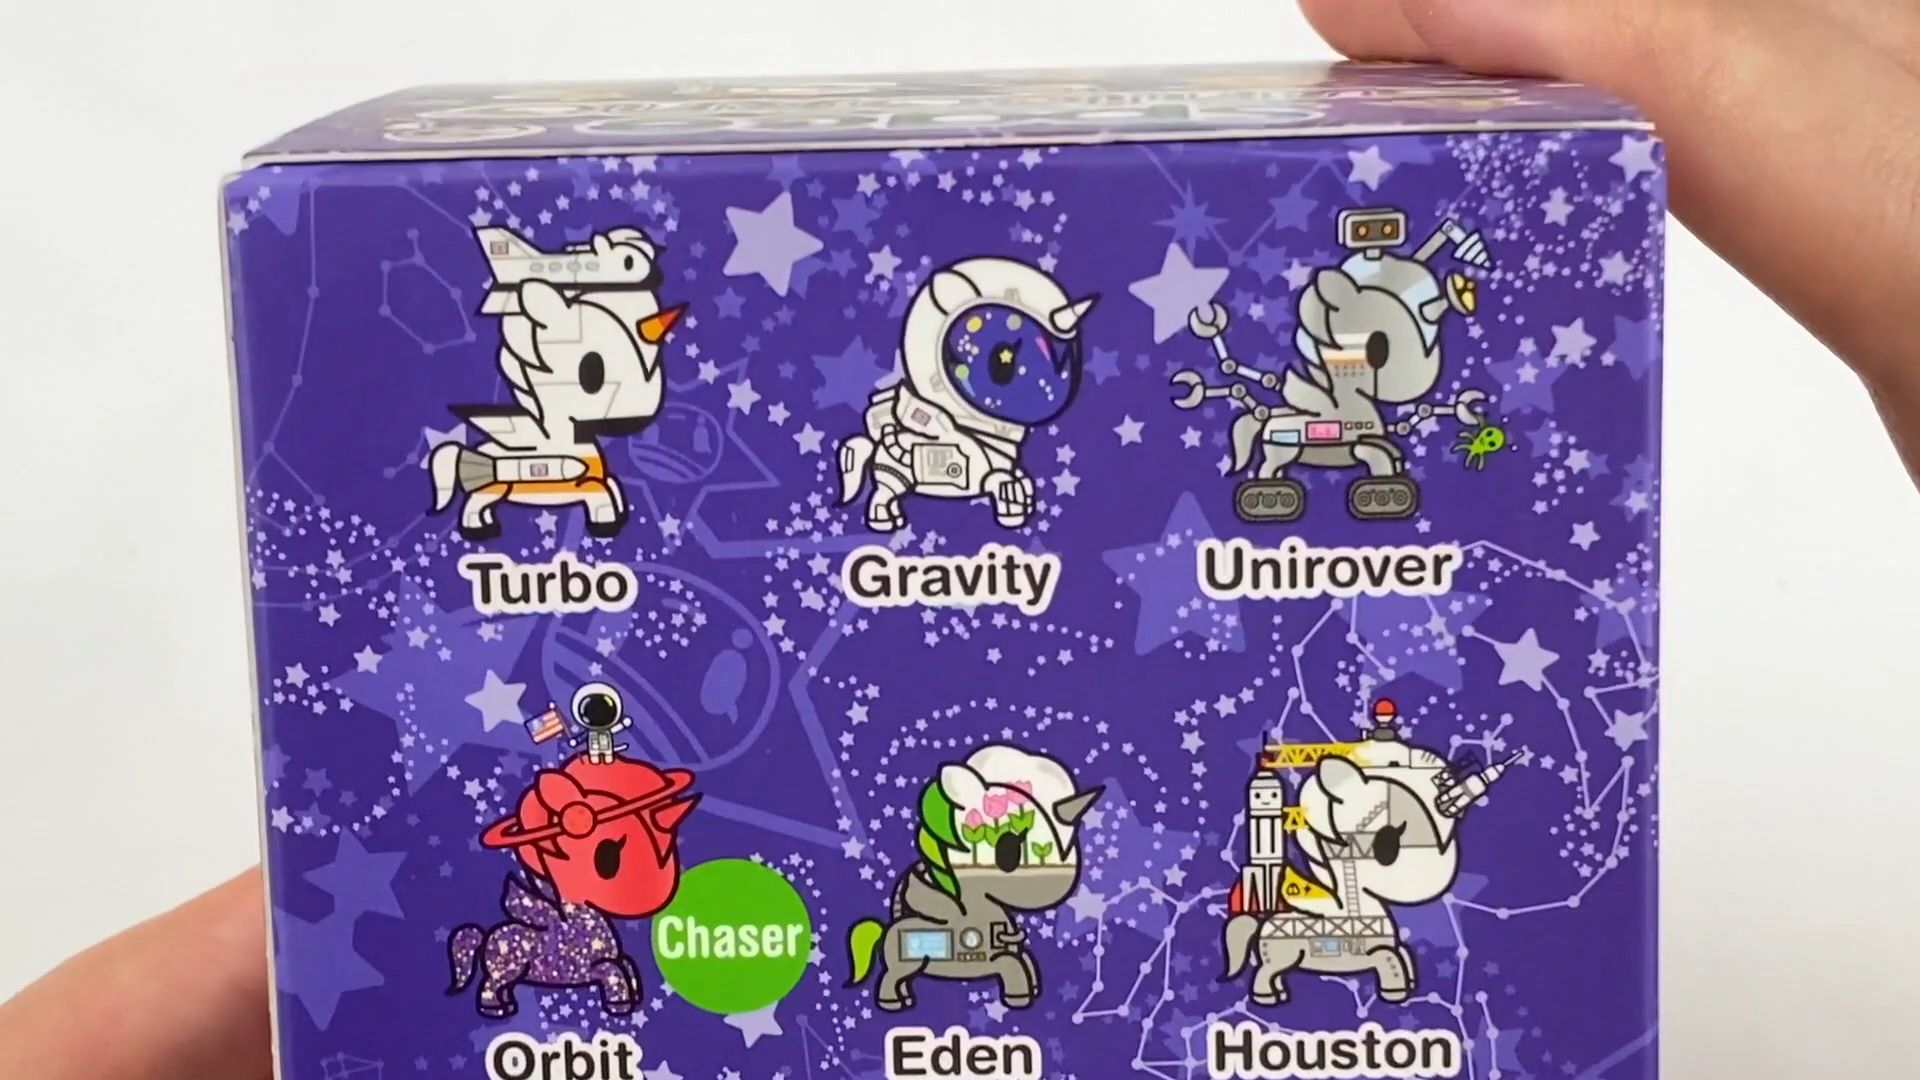 Turbo
Gravity
Unirover
Chaser
Orbit
Eden
Houston